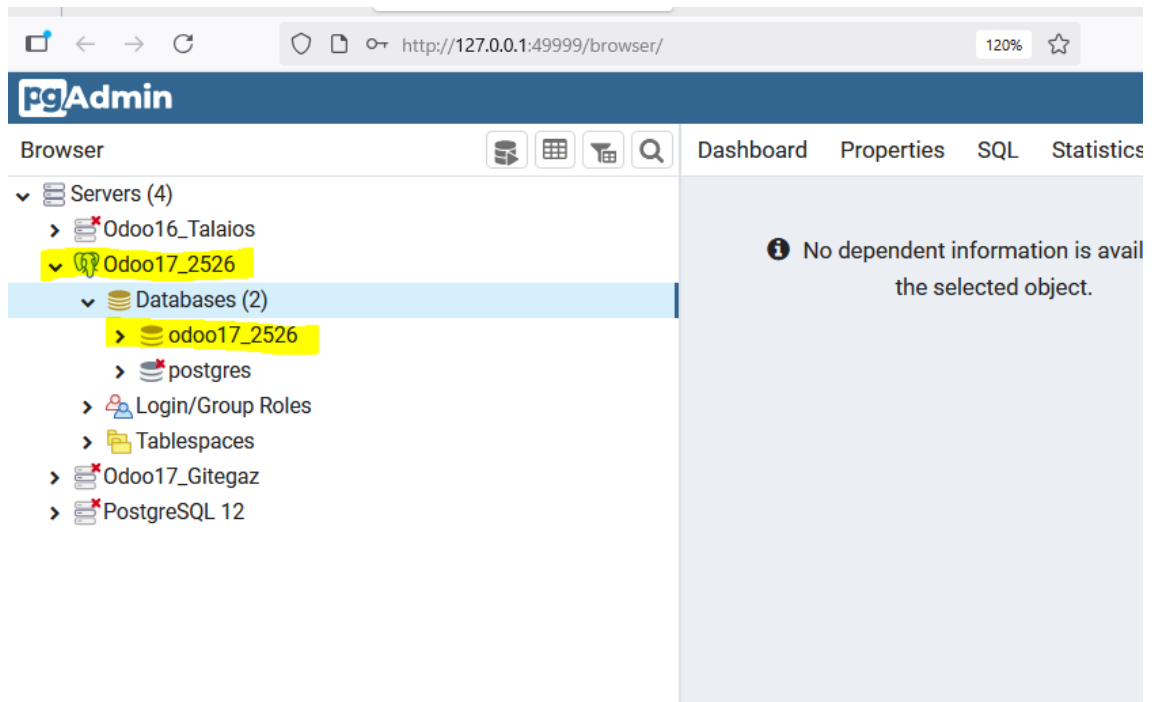 http://127.0.0.1:49999/browser/
120%
pgAdmin
Browser
Dashboard Properties SQL Statistics
Servers (4)
Odoo16_Talaios
Odoo17_2526
Databases (2)
odoo17_2526
postgres
Login/Group Roles
Tablespaces
Odoo17_Gitegaz
PostgreSQL 12
No dependent information is avail
the selected object.